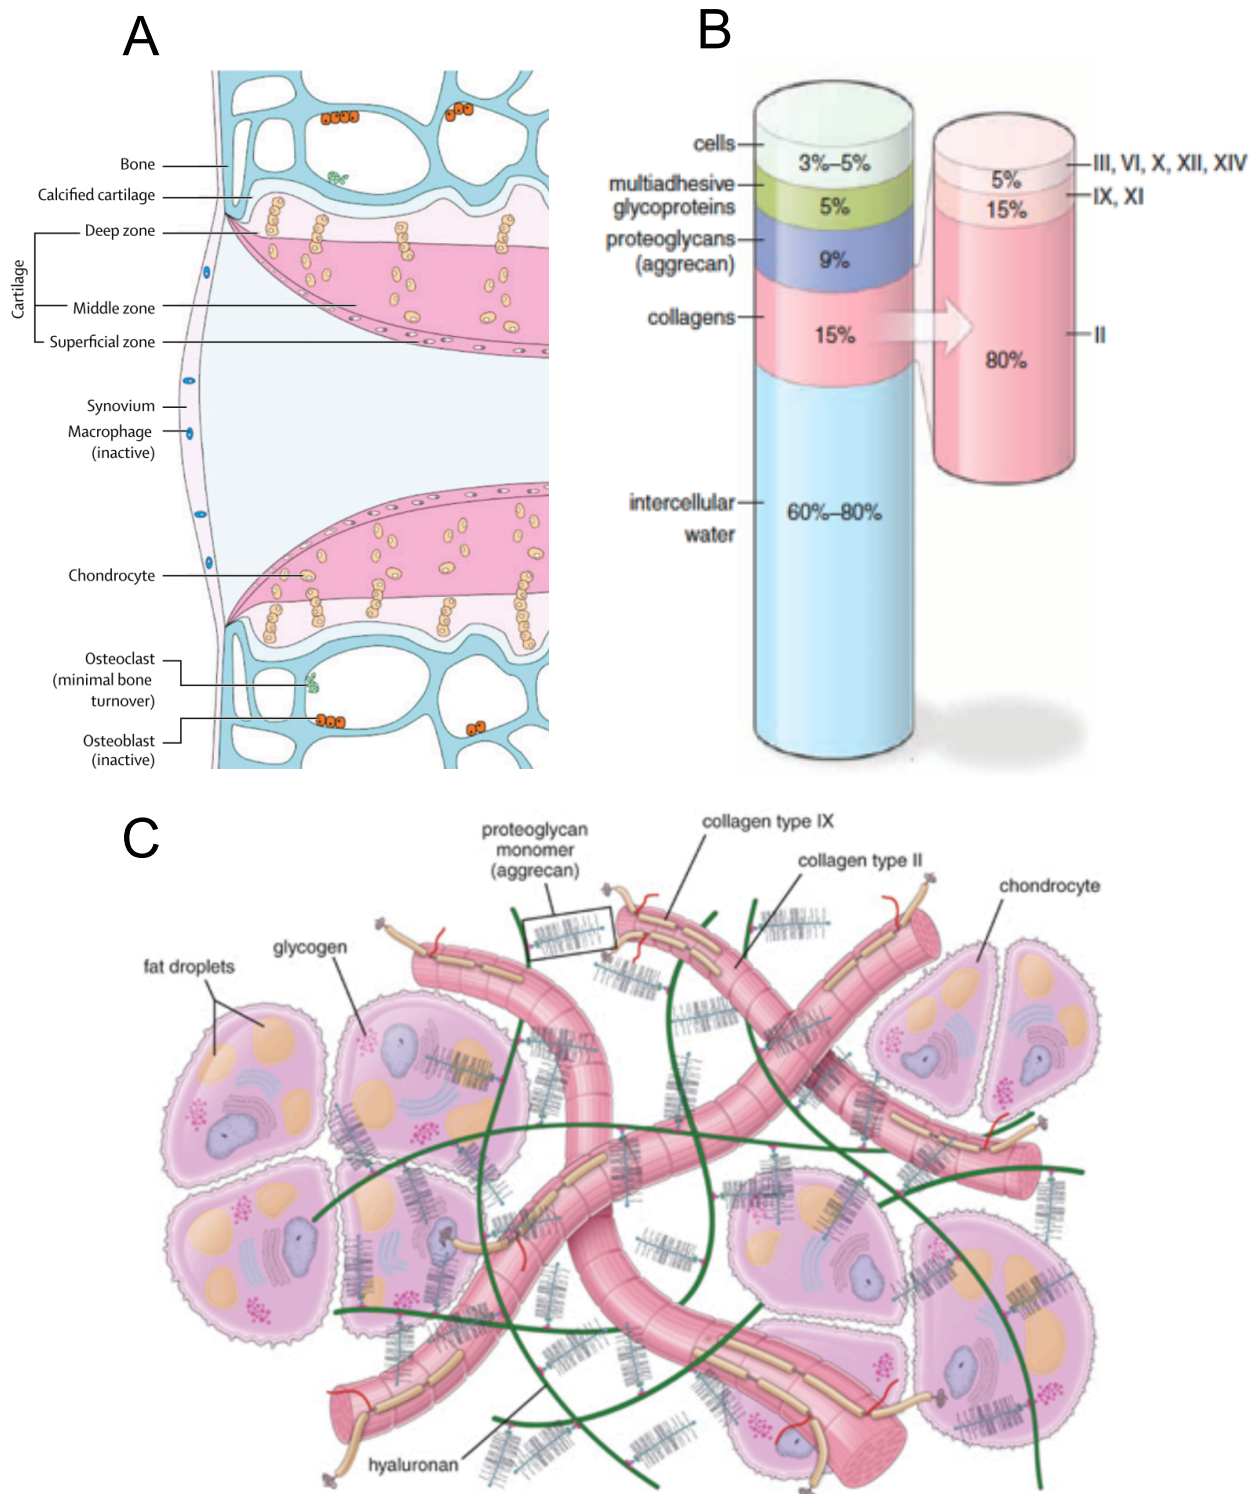 A
Bone
Calcified cartilage
Deep zone
Cartilage
Middle zone
Superficial zone
Synovium
Macrophage
(inactive)
Chondrocyte
Osteoclast
(minimal bone
turnover)
Osteoblast
(inactive)
B
cells
3%–5%
multiadhesive
glycoproteins
5%
proteoglycans
(aggrecan)
9%
collagens
15%
intercellular
water
60%–80%
III, VI, X, XII, XIV
5%
IX, XI
15%
II
80%
C
proteoglycan
monomer
(aggrecan)
collagen type IX
collagen type II
chondrocyte
glycogen
fat droplets
hyaluronan